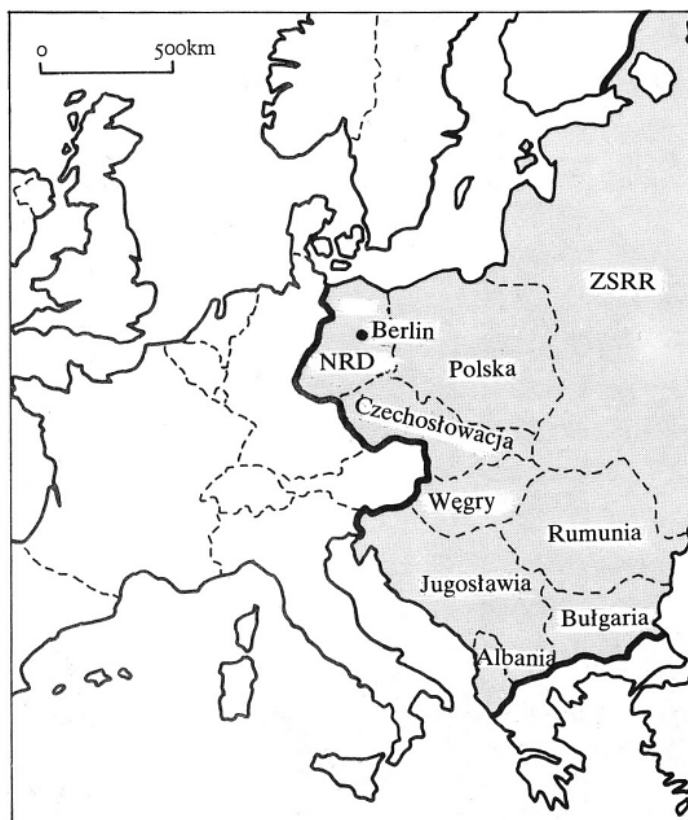 0 500km
ZSRR
Berlin
NRD
Polska
Czechosłowacja
Węgry
Rumunia
Jugosławia
Bułgaria
Albania